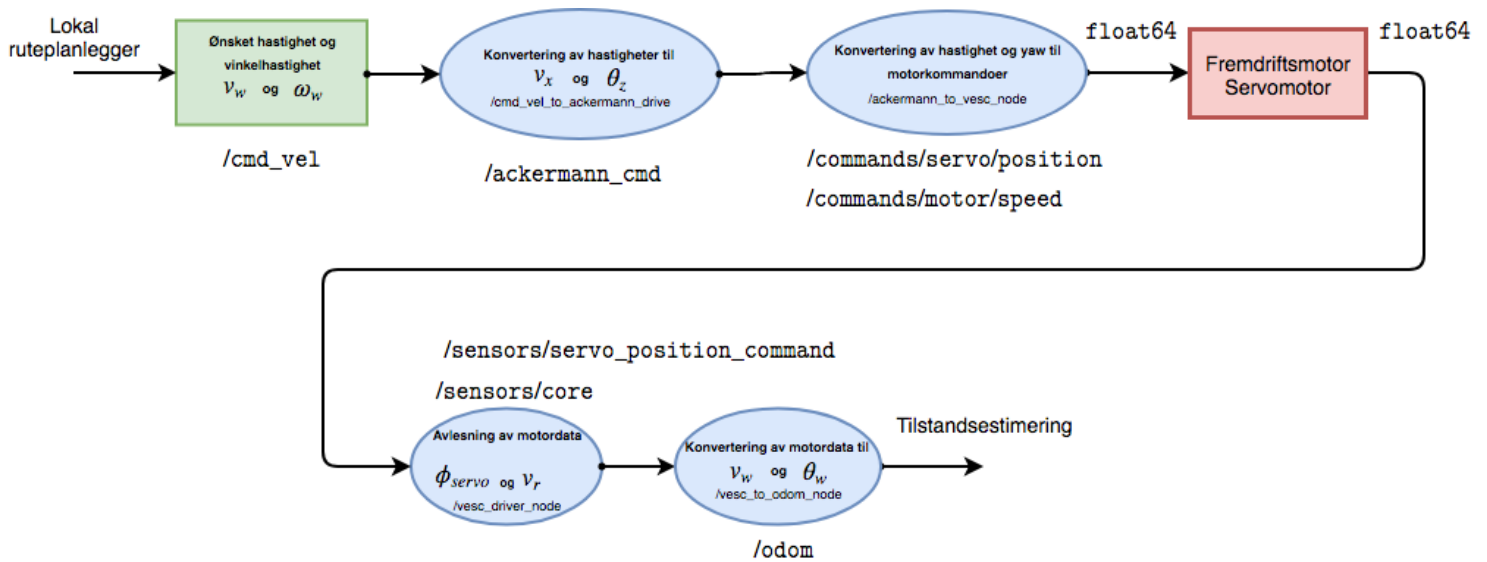 Lokal
ruteplanlegger
Ønsket hastighet og
vinkelhastighet
v_w og ω_w
/cmd_vel
Konvertering av hastigheter til
v_x og θ_z
/cmd_vel_to_ackermann_drive
/ackermann_cmd
Konvertering av hastighet og yaw til
motorkommandoer
/ackermann_to_vesc_node
/commands/servo/position
/commands/motor/speed
float64
Fremdriftsmotor
Servomotor
float64
/sensors/servo_position_command
/sensors/core
Avlesning av motordata
ϕ_servo og v_r
/vesc_driver_node
Konvertering av motordata til
v_w og θ_w
/vesc_to_odom_node
/odom
Tilstandsestimering